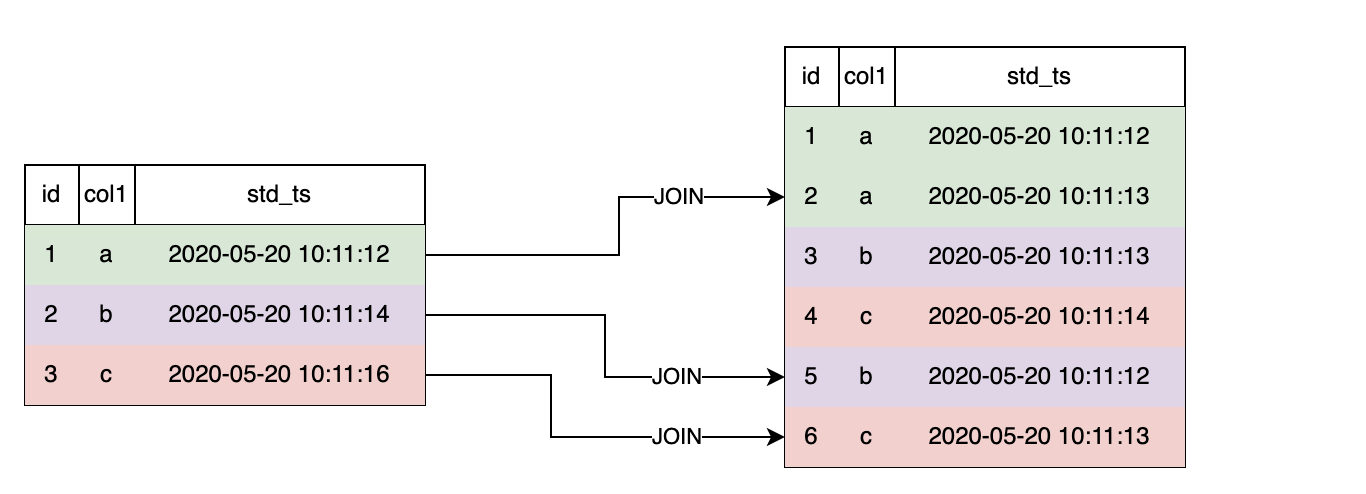 id col1 std_ts
1 a 2020-05-20 10:11:12
2 b 2020-05-20 10:11:14
3 c 2020-05-20 10:11:16
JOIN
JOIN
JOIN
id col1 std_ts
1 a 2020-05-20 10:11:12
2 a 2020-05-20 10:11:13
3 b 2020-05-20 10:11:13
4 c 2020-05-20 10:11:14
5 b 2020-05-20 10:11:12
6 c 2020-05-20 10:11:13